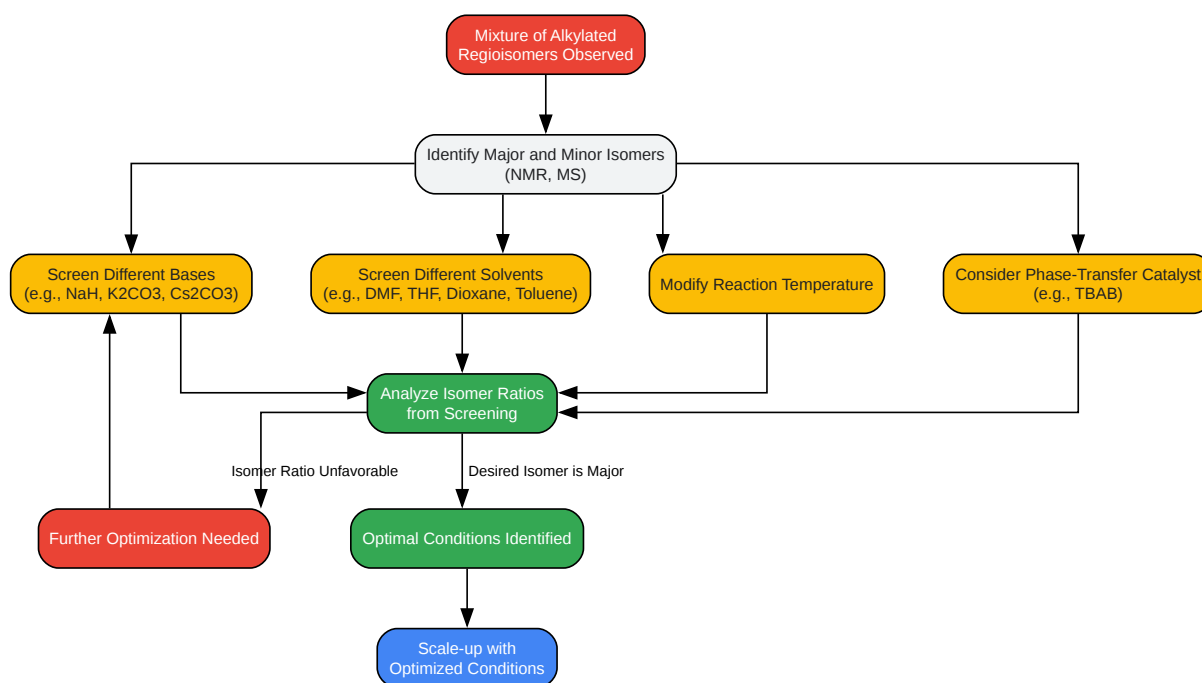 Mixture of Alkylated
Regioisomers Observed
Identify Major and Minor Isomers
(NMR, MS)
Screen Different Bases
(e.g., NaH, K2CO3, Cs2CO3)
Screen Different Solvents
(e.g., DMF, THF, Dioxane, Toluene)
Modify Reaction Temperature
Consider Phase-Transfer Catalyst
(e.g., TBAB)
Analyze Isomer Ratios
from Screening
Isomer Ratio Unfavorable
Desired Isomer is Major
Further Optimization Needed
Optimal Conditions Identified
Scale-up with
Optimized Conditions